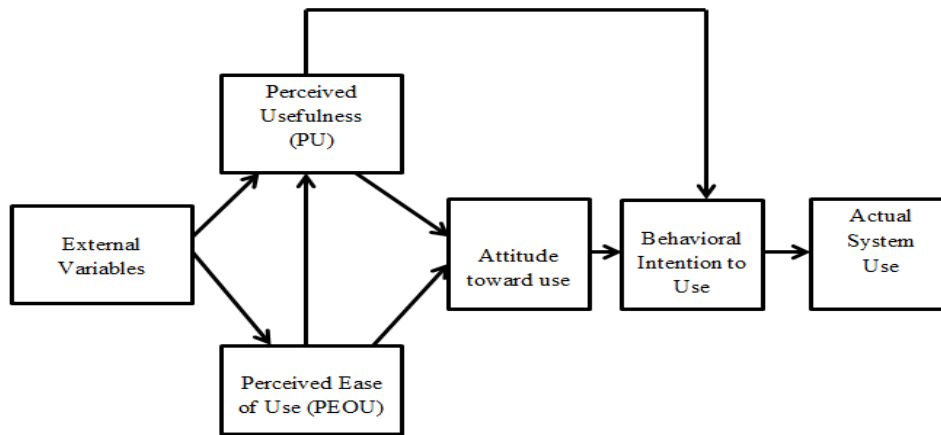 Perceived
Usefulness
(PU)
External
Variables
Attitude
toward use
Behavioral
Intention to
Use
Actual
System
Use
Perceived Ease
of Use (PEOU)